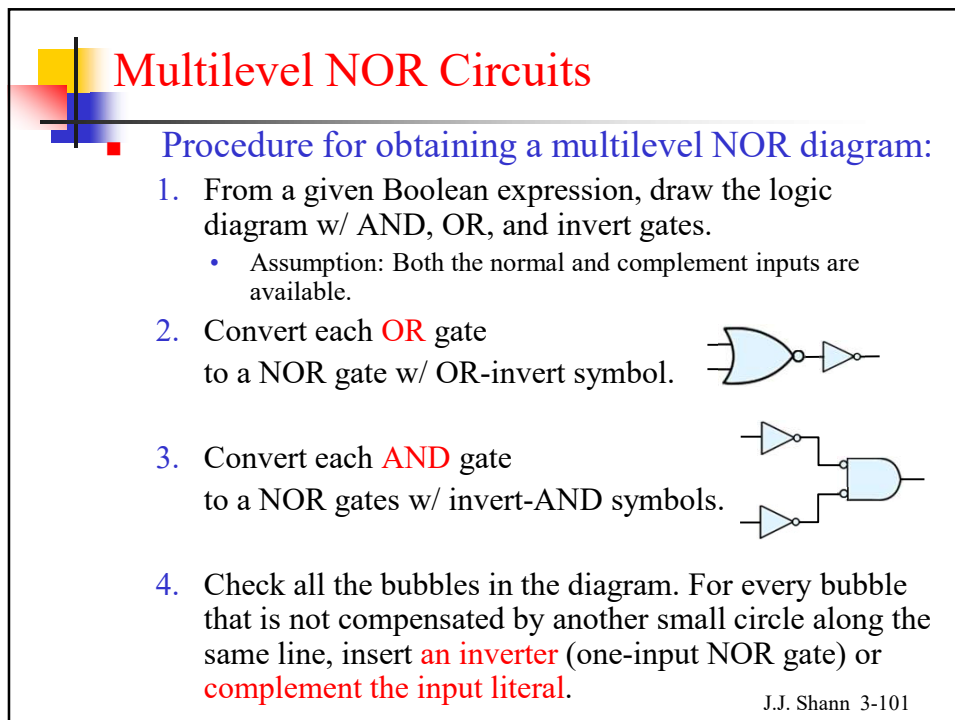 Multilevel NOR Circuits
Procedure for obtaining a multilevel NOR diagram:
1. From a given Boolean expression, draw the logic
diagram w/ AND, OR, and invert gates.
• Assumption: Both the normal and complement inputs are
available.
2. Convert each OR gate
to a NOR gate w/ OR-invert symbol.
3. Convert each AND gate
to a NOR gates w/ invert-AND symbols.
4. Check all the bubbles in the diagram. For every bubble
that is not compensated by another small circle along the
same line, insert an inverter (one-input NOR gate) or
complement the input literal.
J.J. Shann 3-101